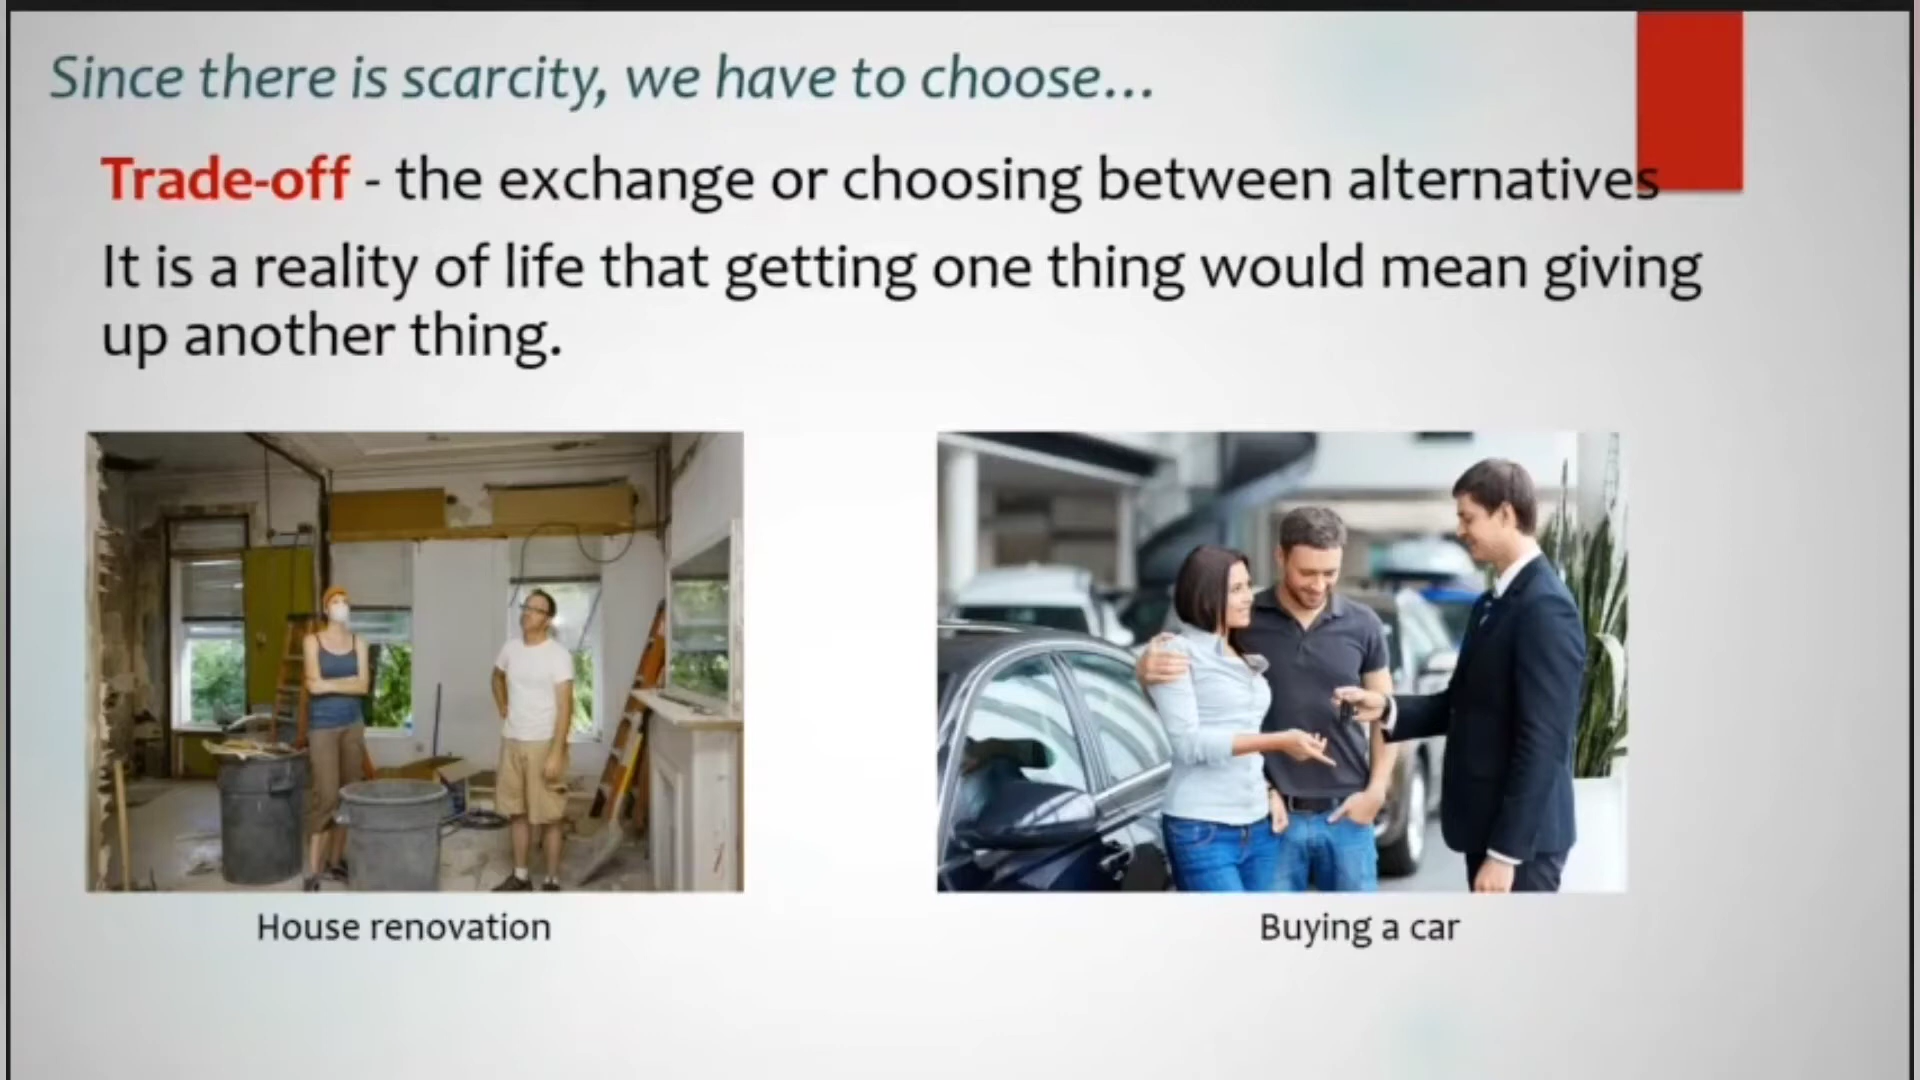 Since there is scarcity, we have to choose...
Trade-off - the exchange or choosing between alternatives
It is a reality of life that getting one thing would mean giving
up another thing.
House renovation
Buying a car